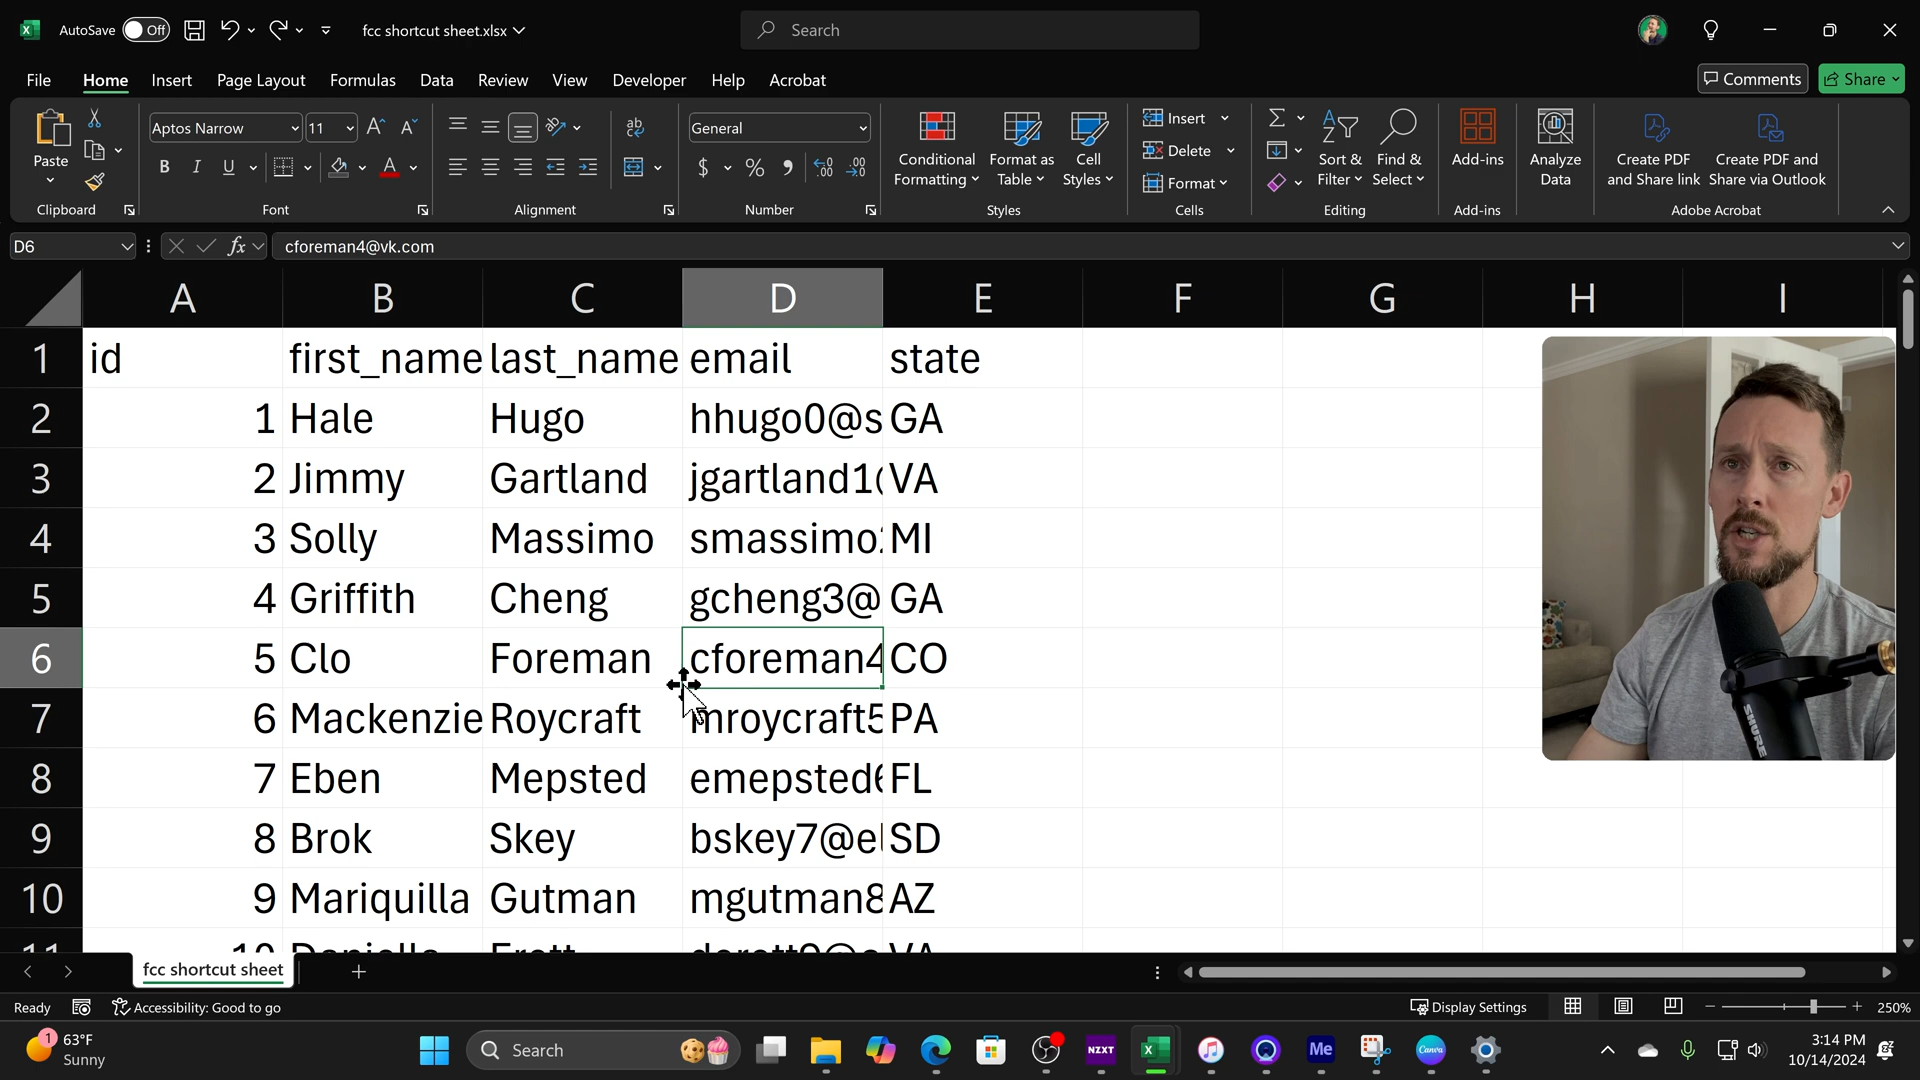 AutoSave Off fcc shortcut sheet.xlsx Search
File Home Insert Page Layout Formulas Data Review View Developer Help Acrobat Comments Share
Paste
Clipboard
Aptos Narrow 11
B I U A
Font
Alignment
General
$ %
Number
Conditional Formatting
Format as Table
Cell Styles
Styles
Insert
Delete
Format
Cells
Sort & Filter
Find & Select
Editing
Add-ins
Add-ins
Analyze Data
Create PDF and Share link
Create PDF and Share via Outlook
Adobe Acrobat
D6 fx cforeman4@vk.com
A B C D E F G H I
1 id first_name last_name email state
2 1 Hale Hugo hhugo0@s GA
3 2 Jimmy Gartland jgartland1 VA
4 3 Solly Massimo smassimo MI
5 4 Griffith Cheng gcheng3@ GA
6 5 Clo Foreman cforeman4 CO
7 6 Mackenzie Roycraft mroycraft5 PA
8 7 Eben Mepsted emepsted6 FL
9 8 Brok Skey bskey7@e SD
10 9 Mariquilla Gutman mgutman8 AZ
SHURE
fcc shortcut sheet
Ready Accessibility: Good to go Display Settings 250%
1 63°F
Sunny
Search
NZXT
Me
Canva
3:14 PM
10/14/2024